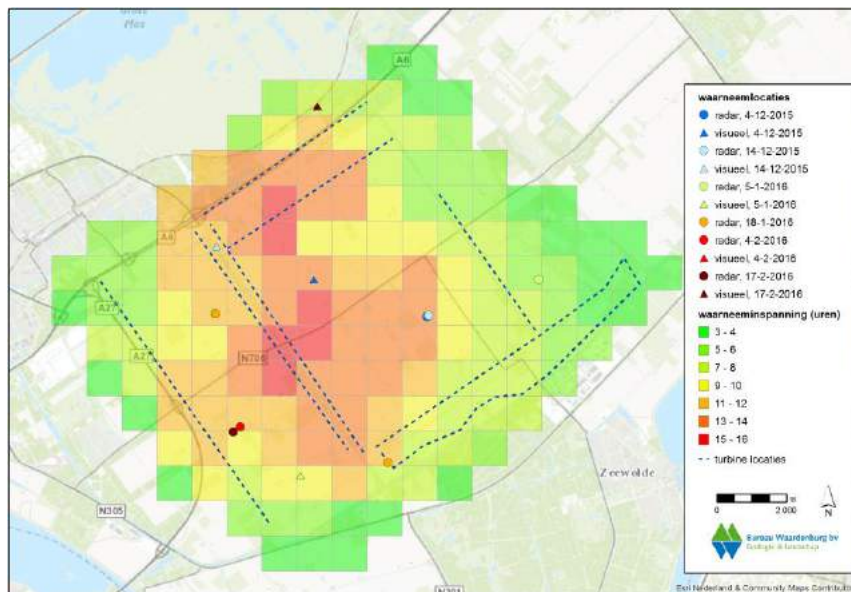 A6
A6
A27
A2
N706
N305
Zeewolde
waarneemlocaties
radar, 4-12-2015
visueel, 4-12-2015
radar, 14-12-2015
visueel, 14-12-2015
radar, 5-1-2016
visueel, 5-1-2016
radar, 18-1-2016
radar, 4-2-2016
visueel, 4-2-2016
radar, 17-2-2016
visueel, 17-2-2016
waarneeminspanning (uren)
3 - 4
5 - 6
7 - 8
9 - 10
11 - 12
13 - 14
15 - 16
turbine locaties
0 2.000 m
N
Bureau Waardenburg bv
Ecologie & landschap
Esri Nederland & Community Maps Contributors